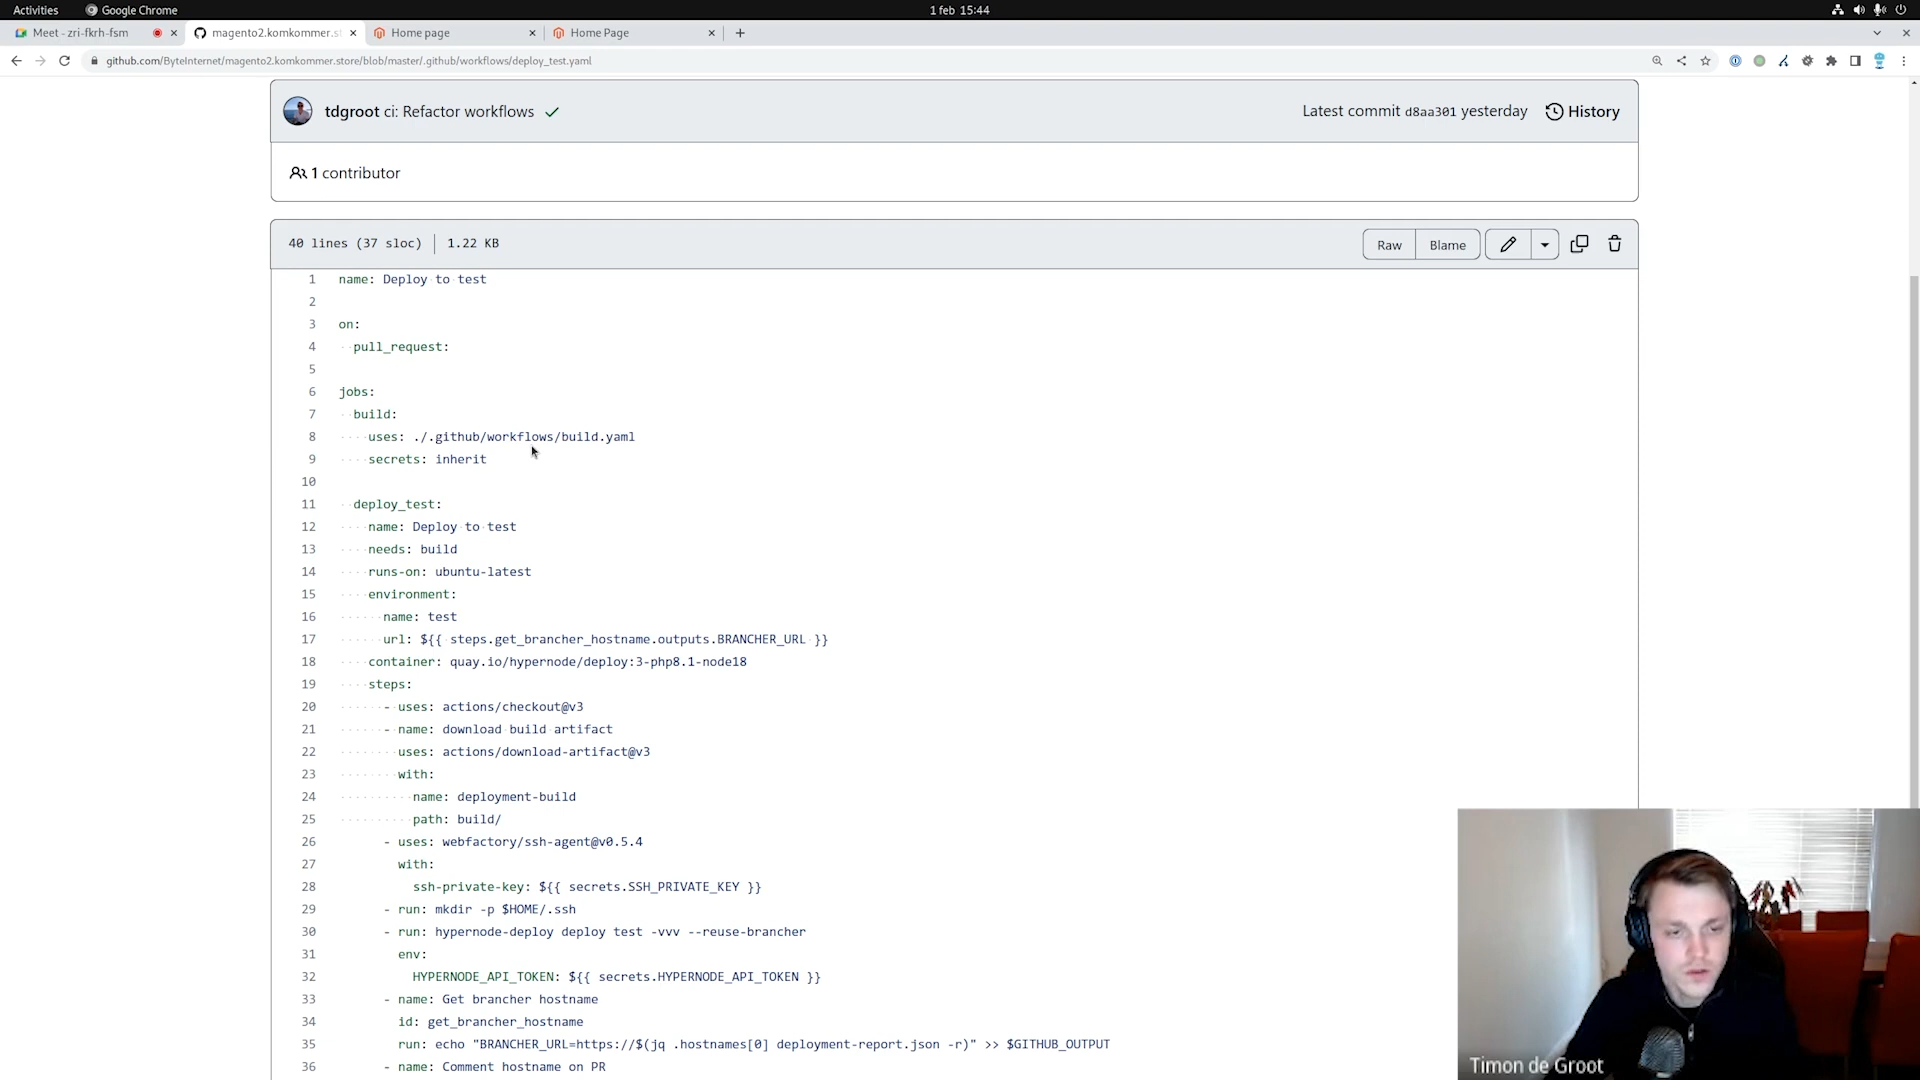 Activities
Google Chrome
1 feb 15:44
Meet - zri-fkrh-fsm
magento2.komkommer.st
Home page
Home Page
github.com/ByteInternet/magento2.komkommer.store/blob/master/.github/workflows/deploy_test.yaml
tdgroot ci: Refactor workflows
Latest commit d8aa301 yesterday
History
1 contributor
40 lines (37 sloc)
1.22 KB
Raw
Blame
1 name: Deploy to test
2
3 on:
4 pull_request:
5
6 jobs:
7 build:
8 uses: ./.github/workflows/build.yaml
9 secrets: inherit
10
11 deploy_test:
12 name: Deploy to test
13 needs: build
14 runs-on: ubuntu-latest
15 environment:
16 name: test
17 url: ${{ steps.get_brancher_hostname.outputs.BRANCHER_URL }}
18 container: quay.io/hypernode/deploy:3-php8.1-node18
19 steps:
20 - uses: actions/checkout@v3
21 - name: download build artifact
22 uses: actions/download-artifact@v3
23 with:
24 name: deployment-build
25 path: build/
26 - uses: webfactory/ssh-agent@v0.5.4
27 with:
28 ssh-private-key: ${{ secrets.SSH_PRIVATE_KEY }}
29 - run: mkdir -p $HOME/.ssh
30 - run: hypernode-deploy deploy test -vvv --reuse-brancher
31 env:
32 HYPERNODE_API_TOKEN: ${{ secrets.HYPERNODE_API_TOKEN }}
33 - name: Get brancher hostname
34 id: get_brancher_hostname
35 run: echo "BRANCHER_URL=https://$(jq .hostnames[0] deployment-report.json -r)" >> $GITHUB_OUTPUT
36 - name: Comment hostname on PR
Timon de Groot